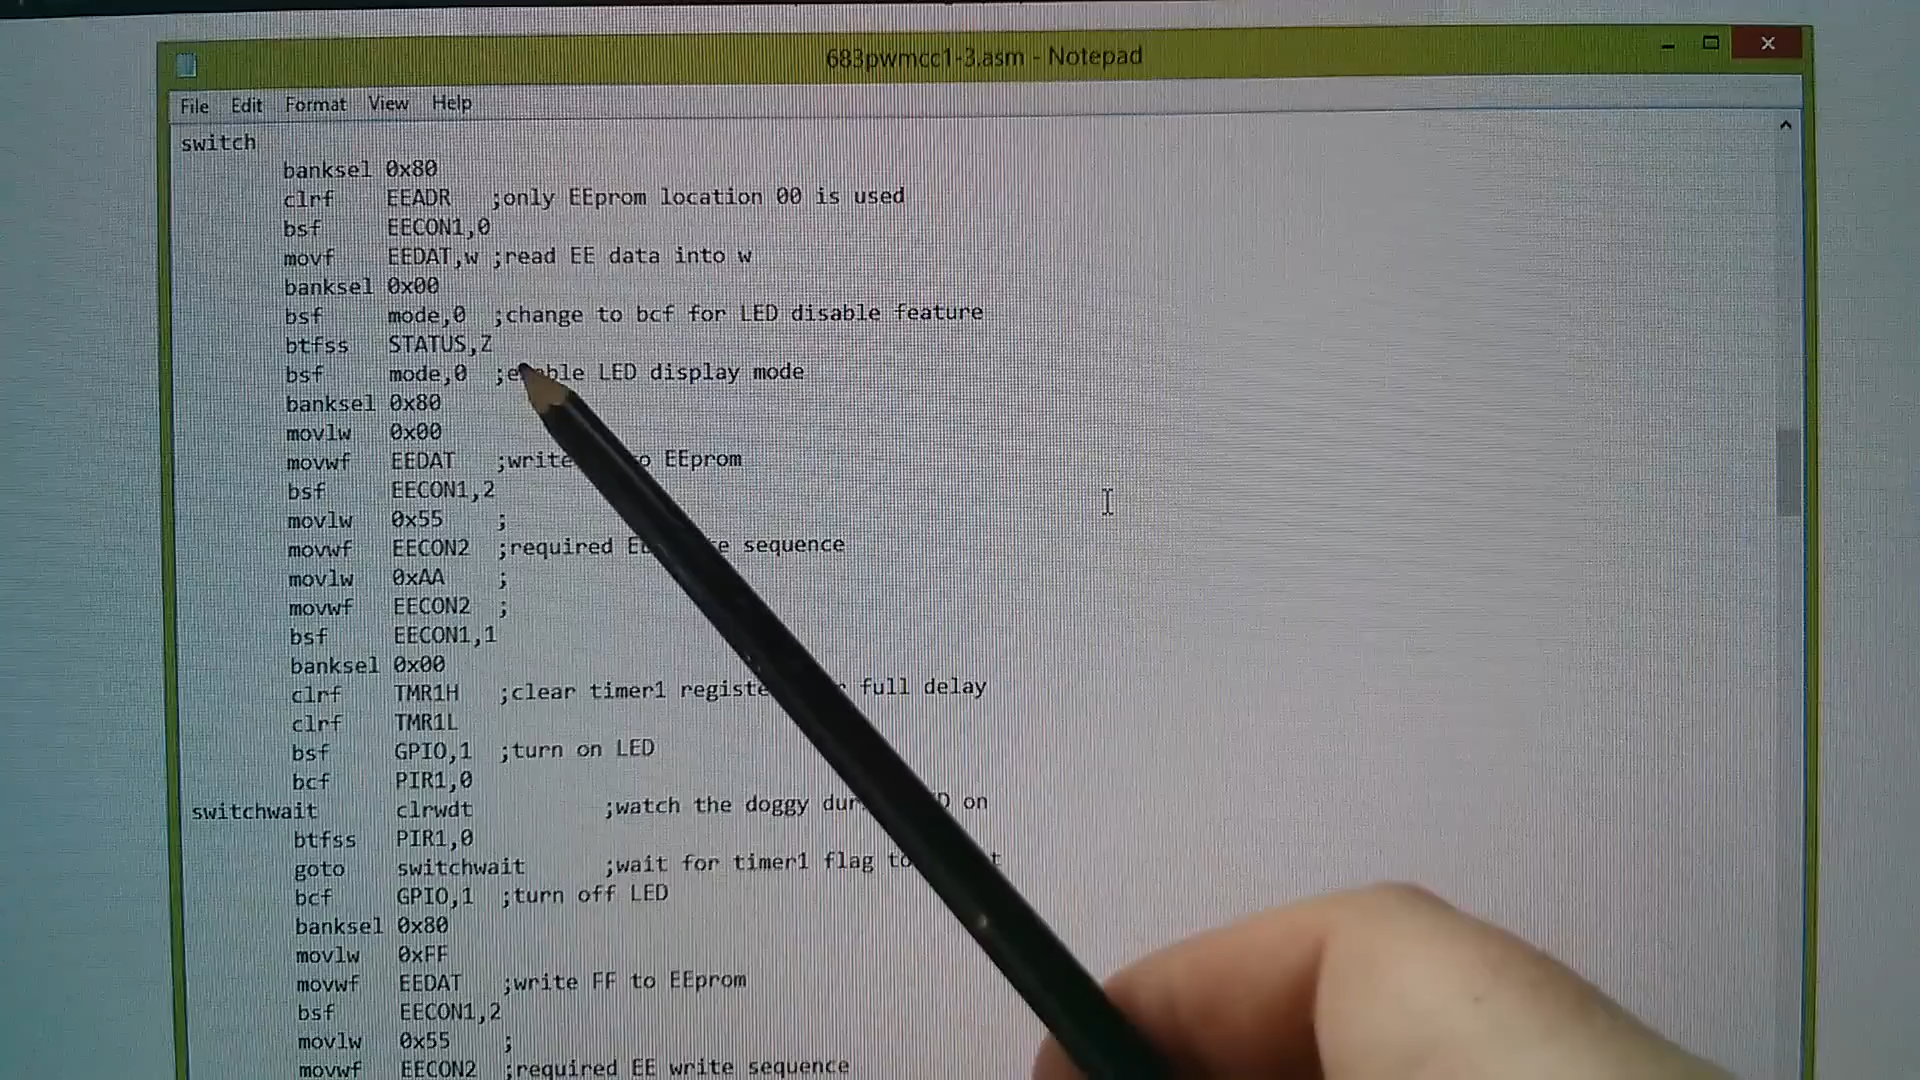 683pwmcc1-3.asm - Notepad
File Edit Format View Help
switch
banksel 0x80
clrf EEADR ;only EEprom location 00 is used
bsf EECON1,0
movf EEDAT,w ;read EE data into w
banksel 0x00
bsf mode,0 ;change to bcf for LED disable feature
btfss STATUS,Z
bsf mode,0 LED display mode
banksel 0x80
movlw 0x00
movwf EEDAT ;write EEprom
bsf EECON1,2
movlw 0x55 ;
movwf EECON2 ;required sequence
movlw 0xAA ;
movwf EECON2 ;
bsf EECON1,1
banksel 0x00
clrf TMR1H ;clear timer1 full delay
clrf TMR1L
bsf GPIO,1 ;turn on LED
bcf PIR1,0
switchwait clrwdt ;watch the doggy on
btfss PIR1,0
goto switchwait ;wait for timer1 flag to
bcf GPIO,1 ;turn off LED
banksel 0x80
movlw 0xFF
movwf EEDAT ;write FF to EEprom
bsf EECON1,2
movlw 0x55 ;
movwf EECON2 ;required EE write sequence